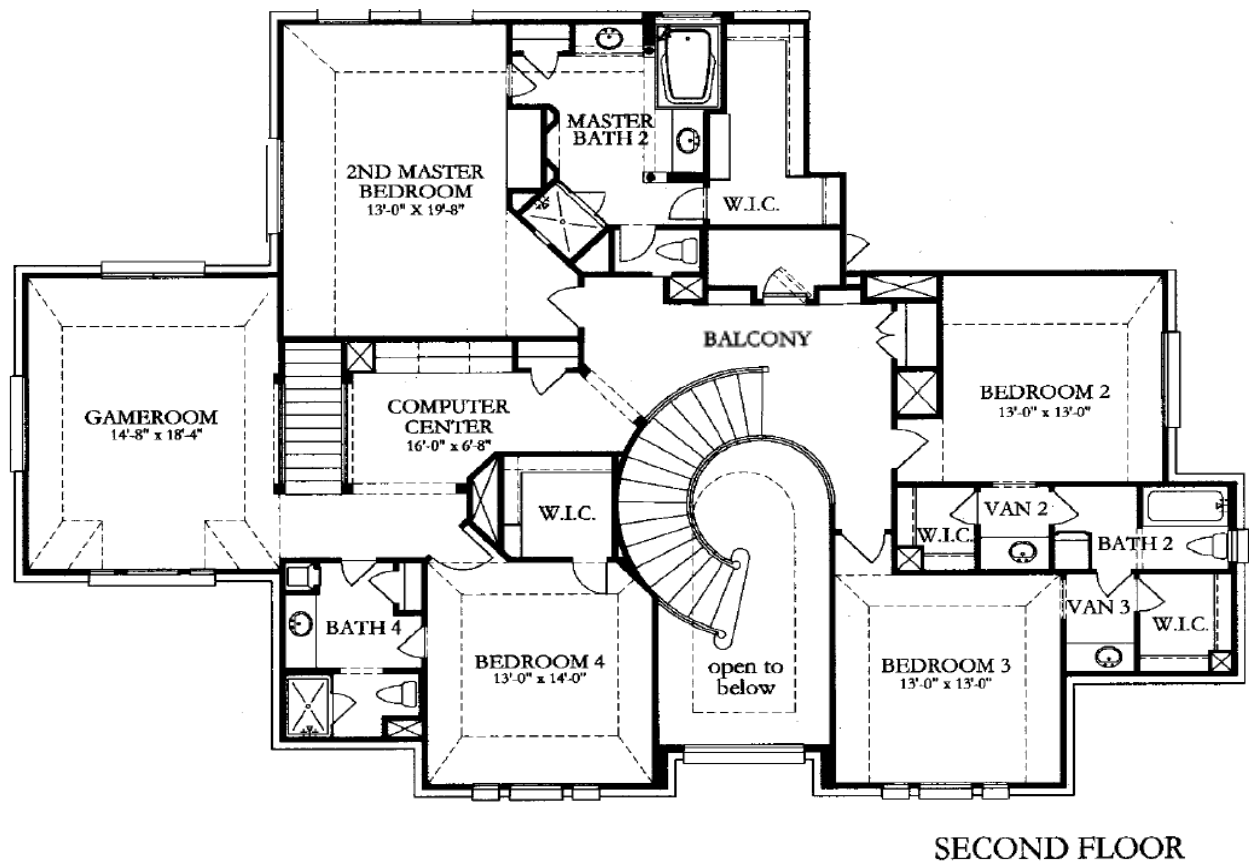 MASTER
BATH 2
2ND MASTER
BEDROOM
13'-0" X 19'-8"
W.I.C.
BALCONY
GAMEROOM
14'-8" x 18'-4"
COMPUTER
CENTER
16'-0" x 6'-8"
BEDROOM 2
13'-0" x 13'-0"
W.I.C.
VAN 2
W.I.C.
BATH 2
VAN 3
W.I.C.
BATH 4
BEDROOM 4
13'-0" x 14'-0"
open to
below
BEDROOM 3
13'-0" x 13'-0"
SECOND FLOOR